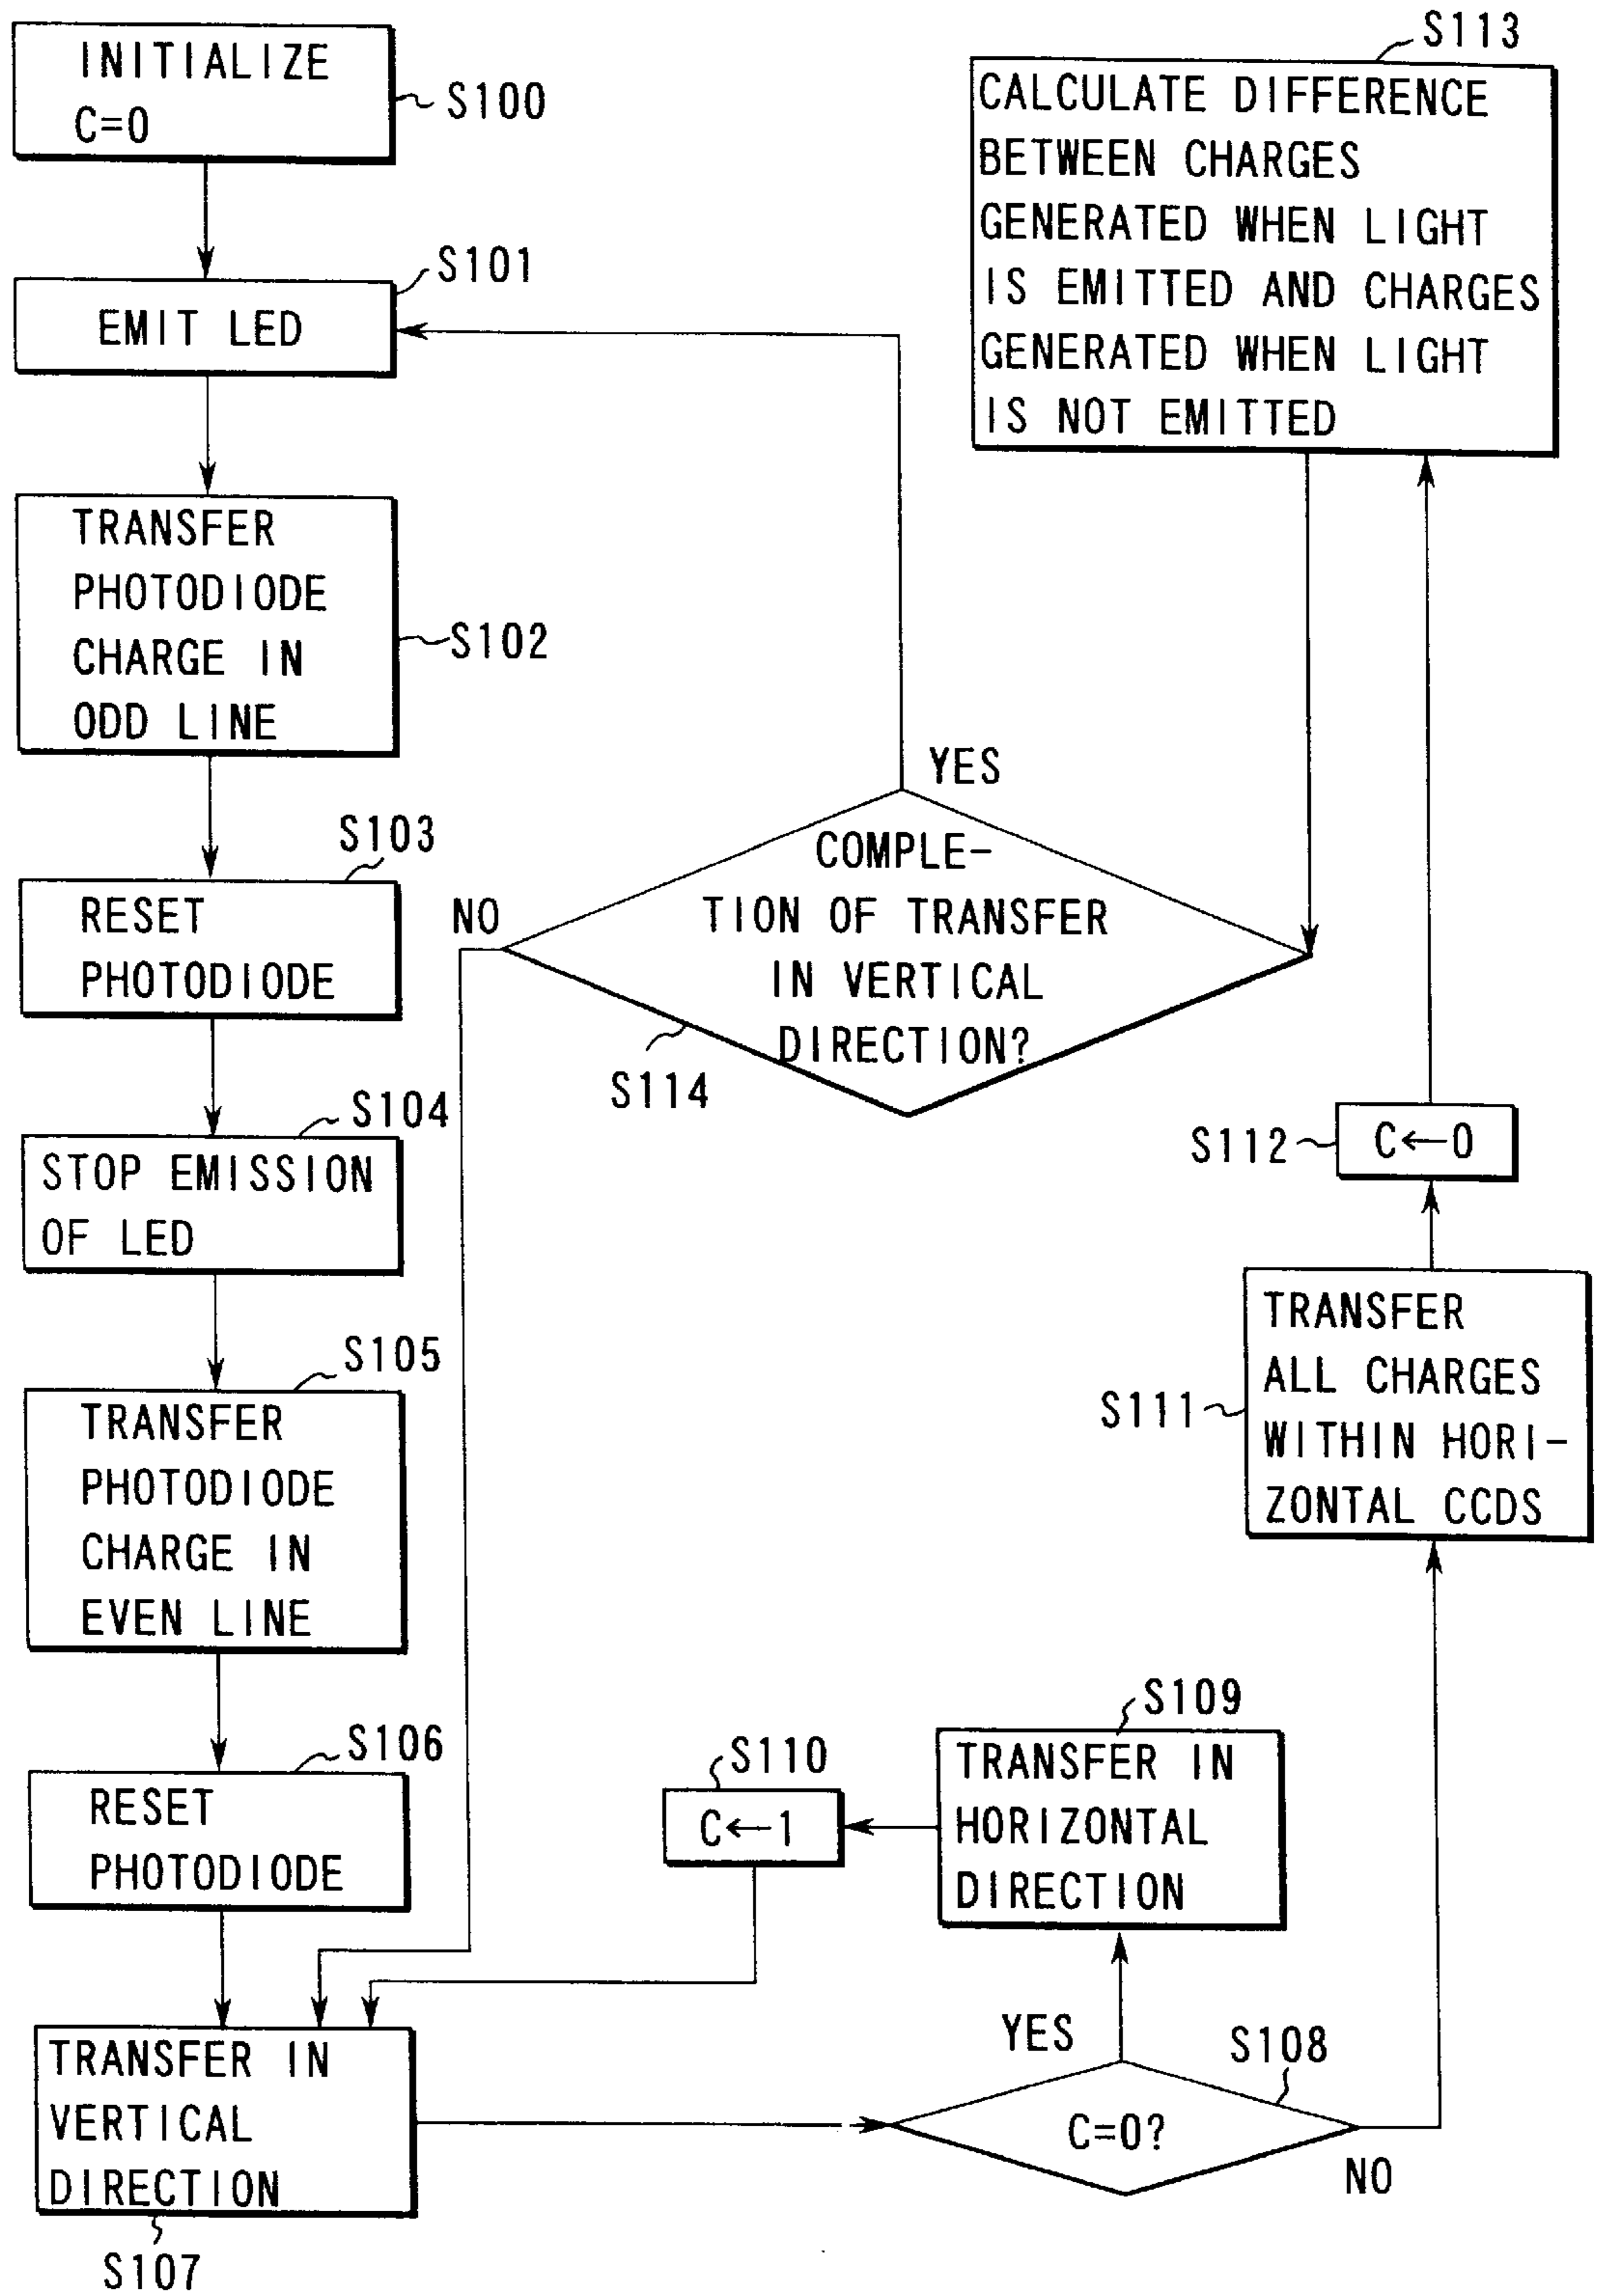 INITIALIZE
C=0
S100
S101
EMIT LED
TRANSFER
PHOTODIODE
CHARGE IN
ODD LINE
S102
S103
RESET
PHOTODIODE
S104
STOP EMISSION
OF LED
S105
TRANSFER
PHOTODIODE
CHARGE IN
EVEN LINE
S106
RESET
PHOTODIODE
TRANSFER IN
VERTICAL
DIRECTION
S107
S108
C=0?
YES
NO
S109
TRANSFER IN
HORIZONTAL
DIRECTION
S110
C←1
S111
TRANSFER
ALL CHARGES
WITHIN HORI-
ZONTAL CCDS
S112
C←0
S113
CALCULATE DIFFERENCE
BETWEEN CHARGES
GENERATED WHEN LIGHT
IS EMITTED AND CHARGES
GENERATED WHEN LIGHT
IS NOT EMITTED
YES
NO
COMPLE-
TION OF TRANSFER
IN VERTICAL
DIRECTION?
S114